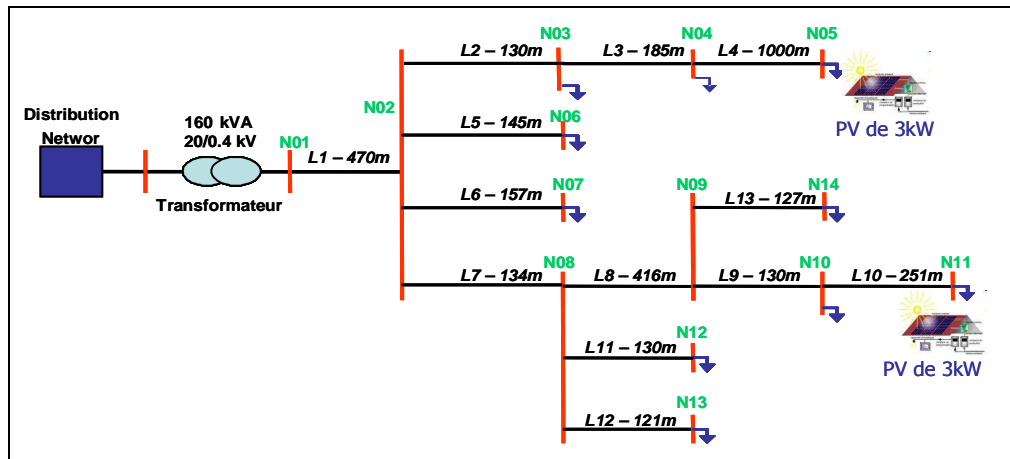 N03
N04
N05
L2 – 130m
L3 – 185m
L4 – 1000m
N02
PV de 3kW
Distribution
Networ
160 kVA
20/0.4 kV
N01
L1 – 470m
Transformateur
N06
L5 – 145m
N07
L6 – 157m
N09
N14
L13 – 127m
N08
L7 – 134m
L8 – 416m
N10
L9 – 130m
N11
L10 – 251m
PV de 3kW
N12
L11 – 130m
N13
L12 – 121m